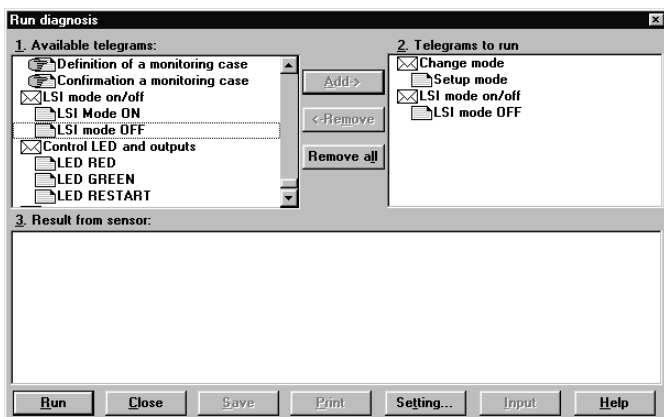 Run diagnosis
1. Available telegrams:
Definition of a monitoring case
Confirmation a monitoring case
LSI mode on/off
LSI Mode ON
LSI mode OFF
Control LED and outputs
LED RED
LED GREEN
LED RESTART
Add->
<-Remove
Remove all
2. Telegrams to run
Change mode
Setup mode
LSI mode on/off
LSI mode OFF
3. Result from sensor:
Run Close Save Print Setting... Input Help